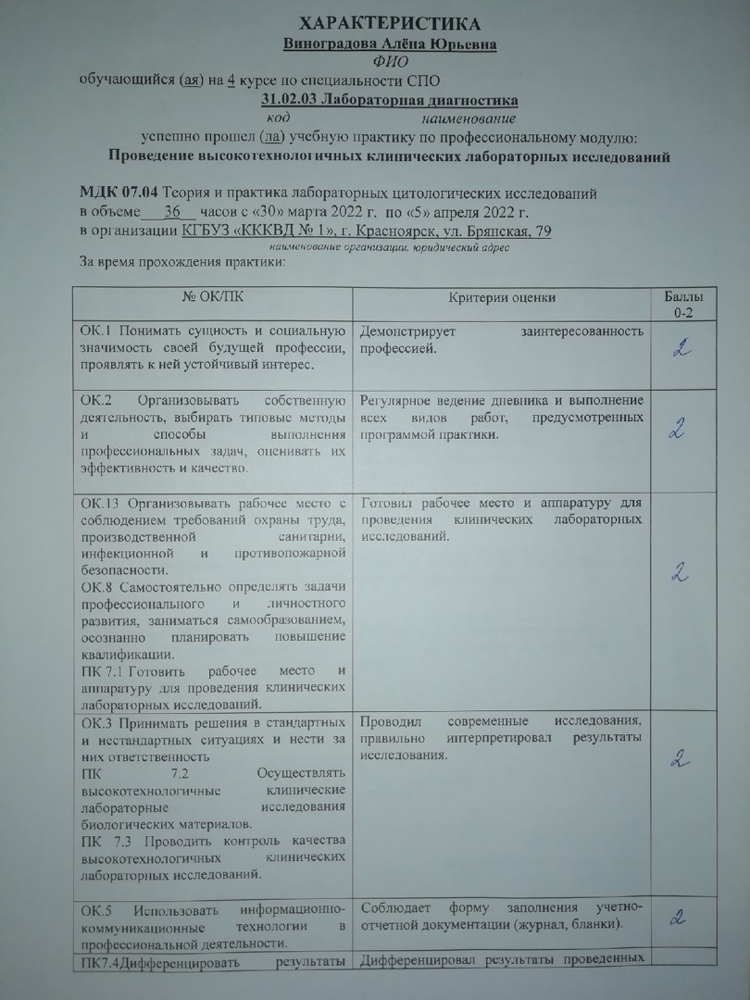 ХАРАКТЕРИСТИКА
Виноградова Алёна Юрьевна
ФИО
обучающийся (ая) на 4 курсе по специальности СПО
31.02.03 Лабораторная диагностика
код наименование
успешно прошел (ла) учебную практику по профессиональному модулю:
Проведение высокотехнологичных клинических лабораторных исследований
МДК 07.04 Теория и практика лабораторных цитологических исследований
в объеме 36 часов с «30» марта 2022 г. по «5» апреля 2022 г.
в организации КГБУЗ «КККВД № 1», г. Красноярск, ул. Брянская, 79
наименование организации, юридический адрес
За время прохождения практики:
№ ОК/ПК
Критерии оценки
Баллы
0-2
ОК.1 Понимать сущность и социальную
значимость своей будущей профессии,
проявлять к ней устойчивый интерес.
Демонстрирует заинтересованность
профессией.
2
ОК.2 Организовывать собственную
деятельность, выбирать типовые методы
и способы выполнения
профессиональных задач, оценивать их
эффективность и качество.
Регулярное ведение дневника и выполнение
всех видов работ, предусмотренных
программой практики.
2
ОК.13 Организовывать рабочее место с
соблюдением требований охраны труда,
производственной санитарии,
инфекционной и противопожарной
безопасности.
ОК.8 Самостоятельно определять задачи
профессионального и личностного
развития, заниматься самообразованием,
осознанно планировать повышение
квалификации.
ПК 7.1 Готовить рабочее место и
аппаратуру для проведения клинических
лабораторных исследований.
Готовил рабочее место и аппаратуру для
проведения клинических лабораторных
исследований.
2
ОК.3 Принимать решения в стандартных
и нестандартных ситуациях и нести за
них ответственность
ПК 7.2 Осуществлять
высокотехнологичные клинические
лабораторные исследования
биологических материалов.
ПК 7.3 Проводить контроль качества
высокотехнологичных клинических
лабораторных исследований.
Проводил современные исследования,
правильно интерпретировал результаты
исследования.
2
ОК.5 Использовать информационно-
коммуникационные технологии в
профессиональной деятельности.
Соблюдает форму заполнения учетно-
отчетной документации (журнал, бланки).
2
ПК7.4Дифференцировать результаты
Дифференцировал результаты проведенных